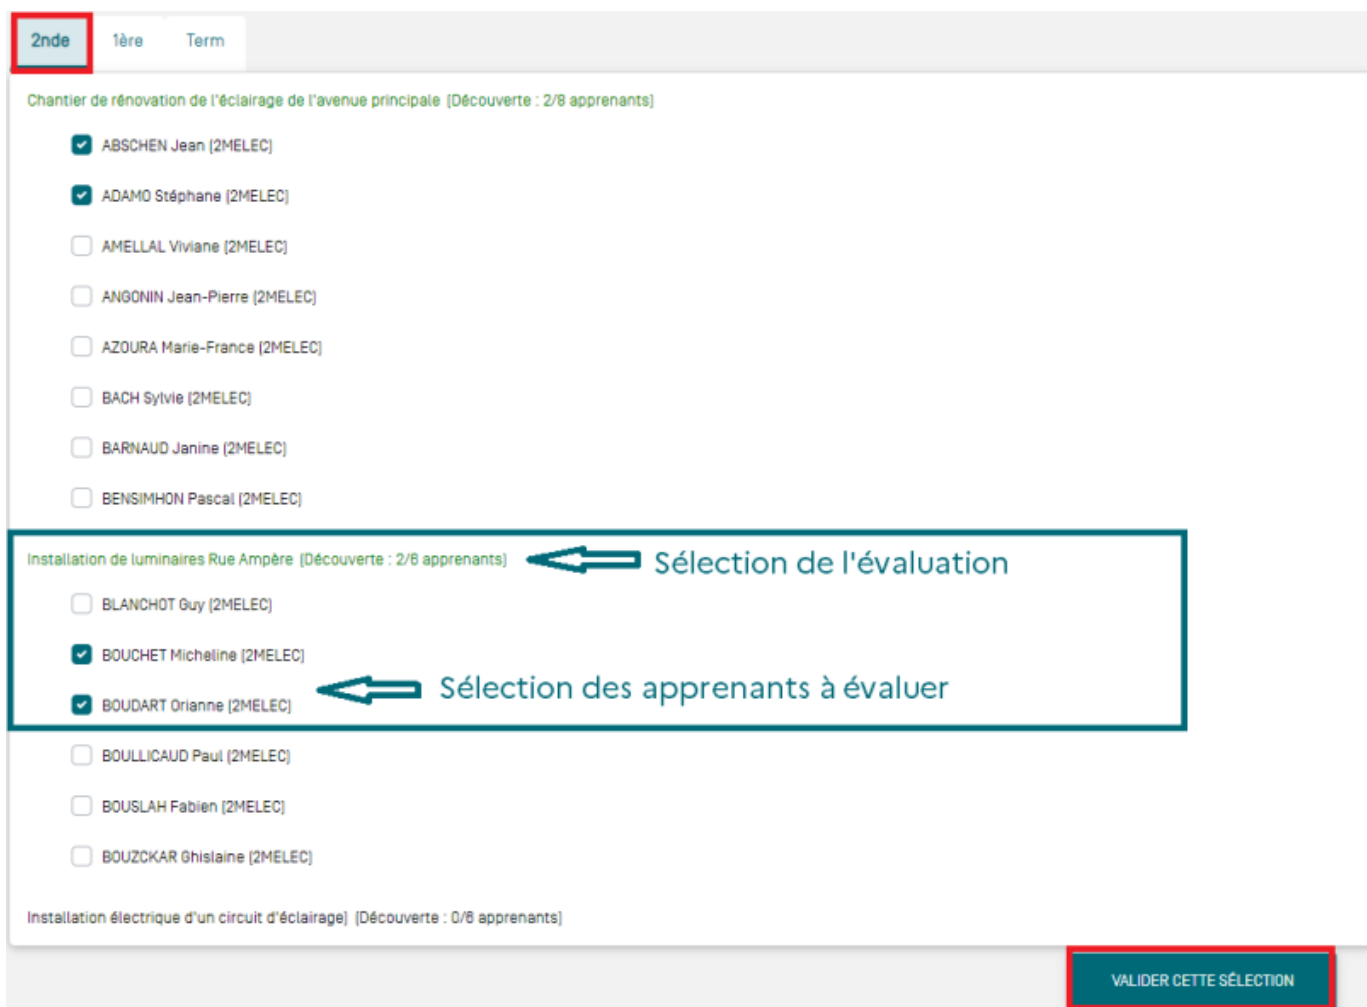 2nde 1ère Term
Chantier de rénovation de l'éclairage de l'avenue principale (Découverte : 2/8 apprenants)
ABSCHEN Jean (2MELEC)
ADAMO Stéphane (2MELEC)
AMELLAL Viviane (2MELEC)
ANGONIN Jean-Pierre (2MELEC)
AZOURA Marie-France (2MELEC)
BACH Sylvie (2MELEC)
BARNAUD Janine (2MELEC)
BENSIMHON Pascal (2MELEC)
Installation de luminaires Rue Ampère (Découverte : 2/6 apprenants) Sélection de l'évaluation
BLANCHOT Guy (2MELEC)
BOUCHET Micheline (2MELEC)
Sélection des apprenants à évaluer
BOUDART Orianne (2MELEC)
BOULLICAUD Paul (2MELEC)
BOUSLAH Fabien (2MELEC)
BOUZCKAR Ghislaine (2MELEC)
Installation électrique d'un circuit d'éclairage) (Découverte : 0/6 apprenants)
VALIDER CETTE SÉLECTION